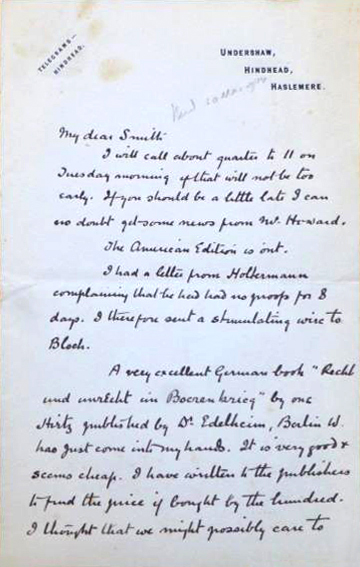 TELEGRAMS—
HINDHEAD.
UNDERSHAW,
HINDHEAD,
HASLEMERE.
My dear Smith
I will call about quarter to 11 on
Tuesday morning if that will not be too
early. If you should be a little late I can
no doubt get some news from Mr. Howard.
The American Edition is out.
I had a letter from Holtermann
complaining that he had had no proofs for 8
days. I therefore sent a stimulating wire to
Bloch.
A very excellent German book "Recht
und unrecht im Boerenkrieg" by one
Hirtz published by Dr. Edelheim, Berlin W.
has just come into my hands. It is very good &
seems cheap. I have written to the publishers
to find the price if bought by the hundred.
I thought that we might possibly care to